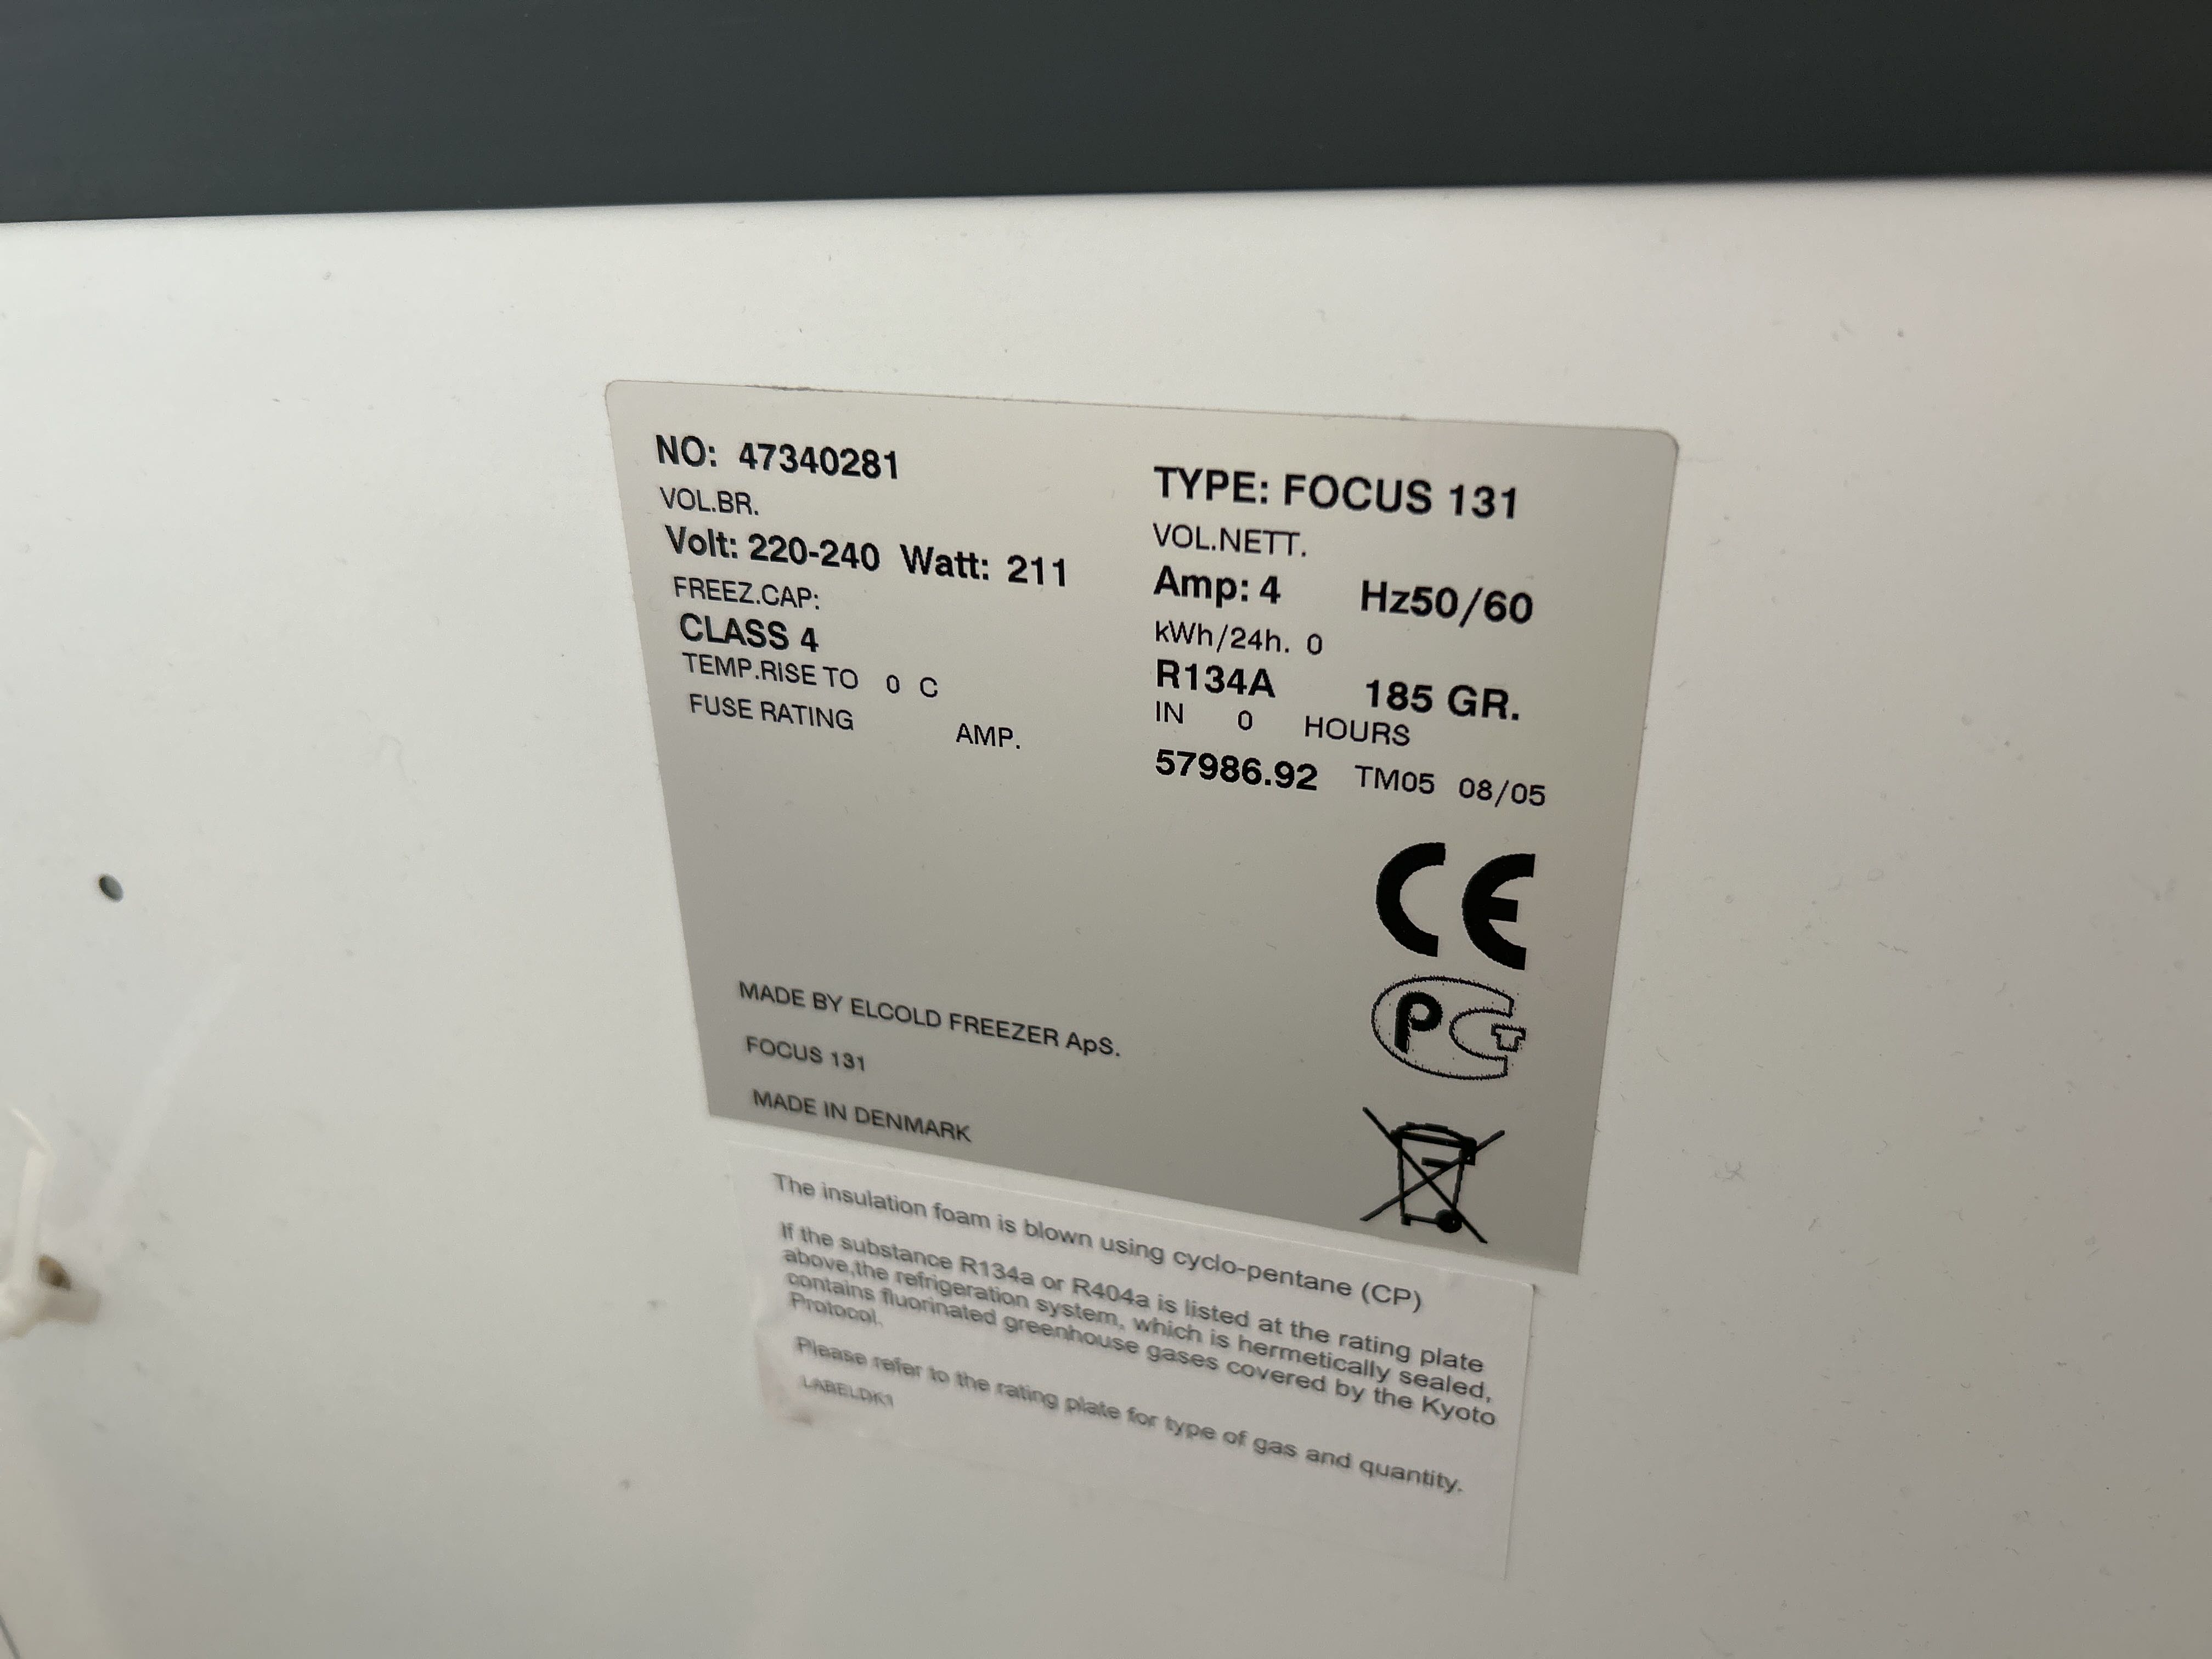 NO: 47340281
TYPE: FOCUS 131
VOL.BR.
VOL.NETT.
Volt: 220-240 Watt: 211
Amp: 4 Hz50/60
FREEZ.CAP:
kWh/24h. 0
CLASS 4
R134A 185 GR.
TEMP.RISE TO 0 C
IN 0 HOURS
FUSE RATING AMP.
57986.92 TM05 08/05
CE
PCT
MADE BY ELCOLD FREEZER ApS.
FOCUS 131
MADE IN DENMARK
The insulation foam is blown using cyclo-pentane (CP)
If the substance R134a or R404a is listed at the rating plate
above,the refrigeration system, which is hermetically sealed,
contains fluorinated greenhouse gases covered by the Kyoto
Protocol.
Please refer to the rating plate for type of gas and quantity.
LABELDK1